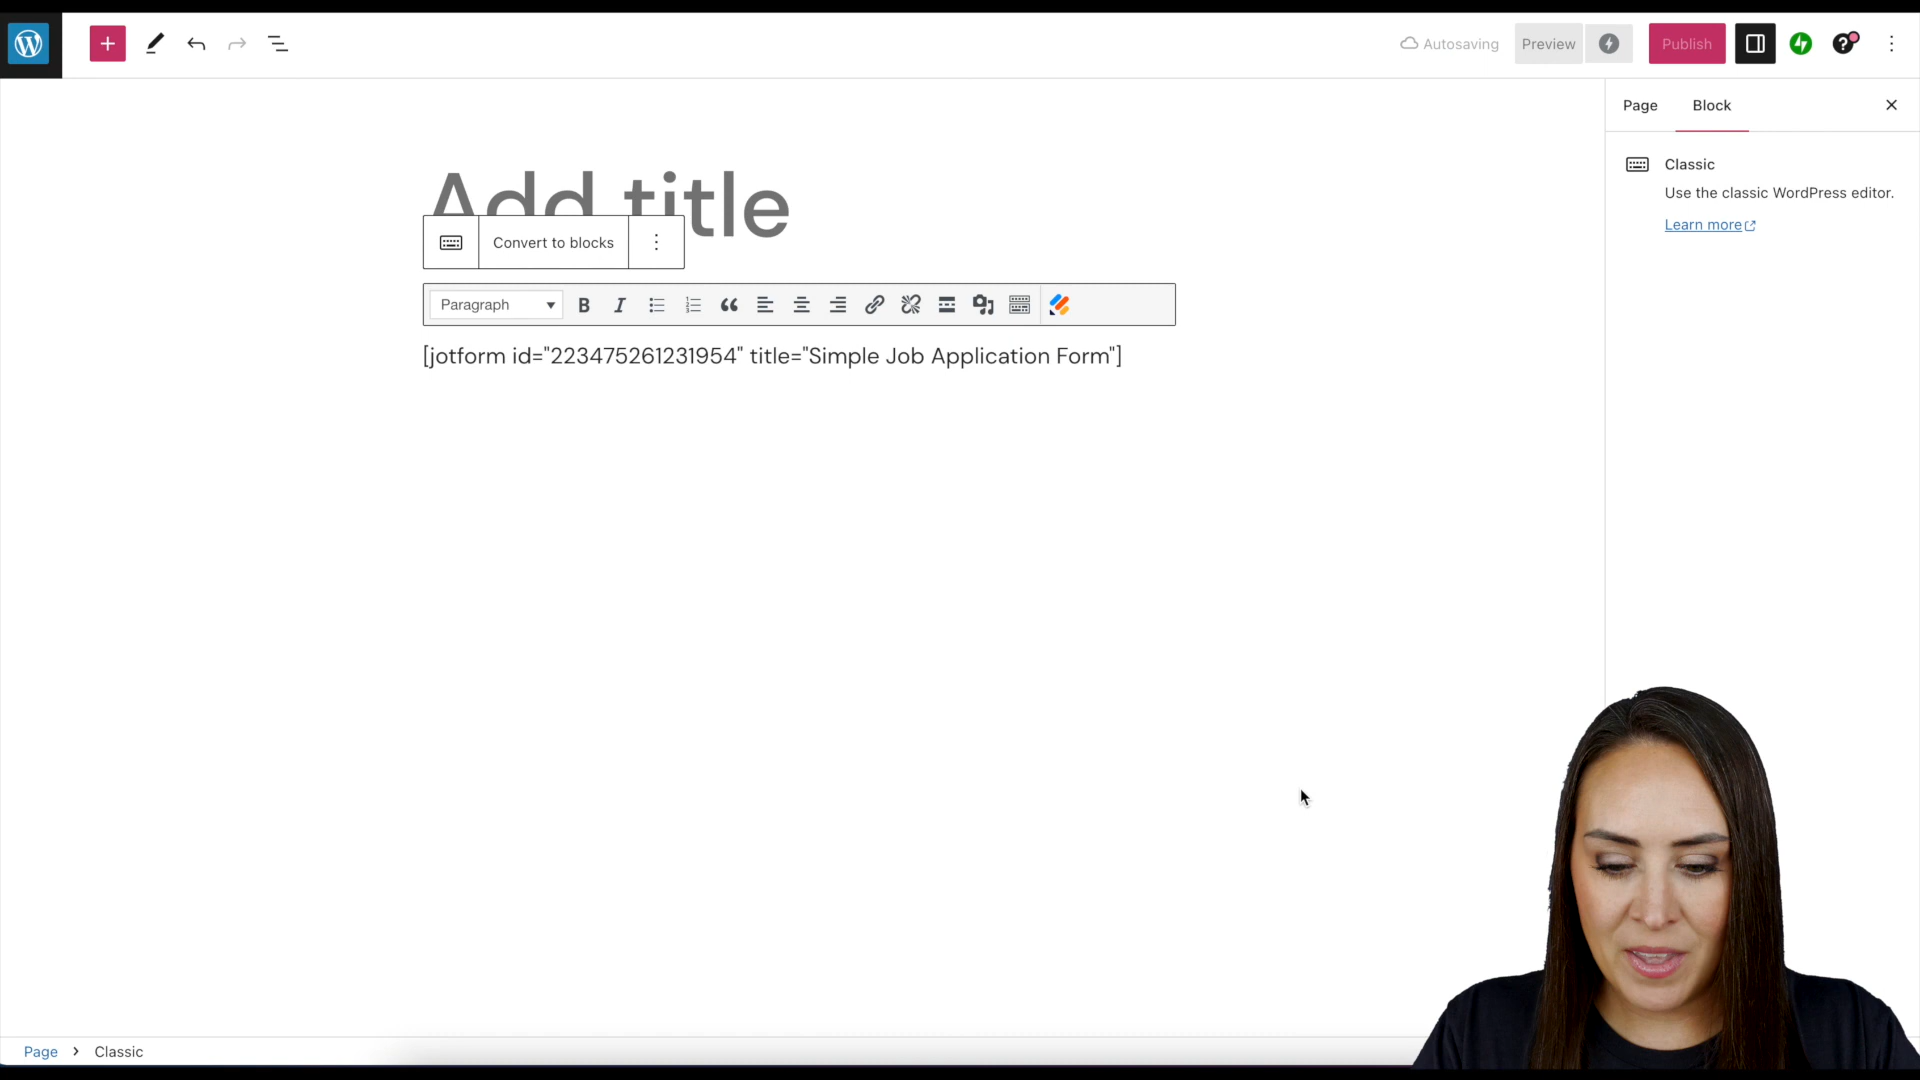 Autosaving Preview Publish
Page Block
Classic
Use the classic WordPress editor.
Learn more
Add title
Convert to blocks
Paragraph
[jotform id="223475261231954" title="Simple Job Application Form"]
Page > Classic